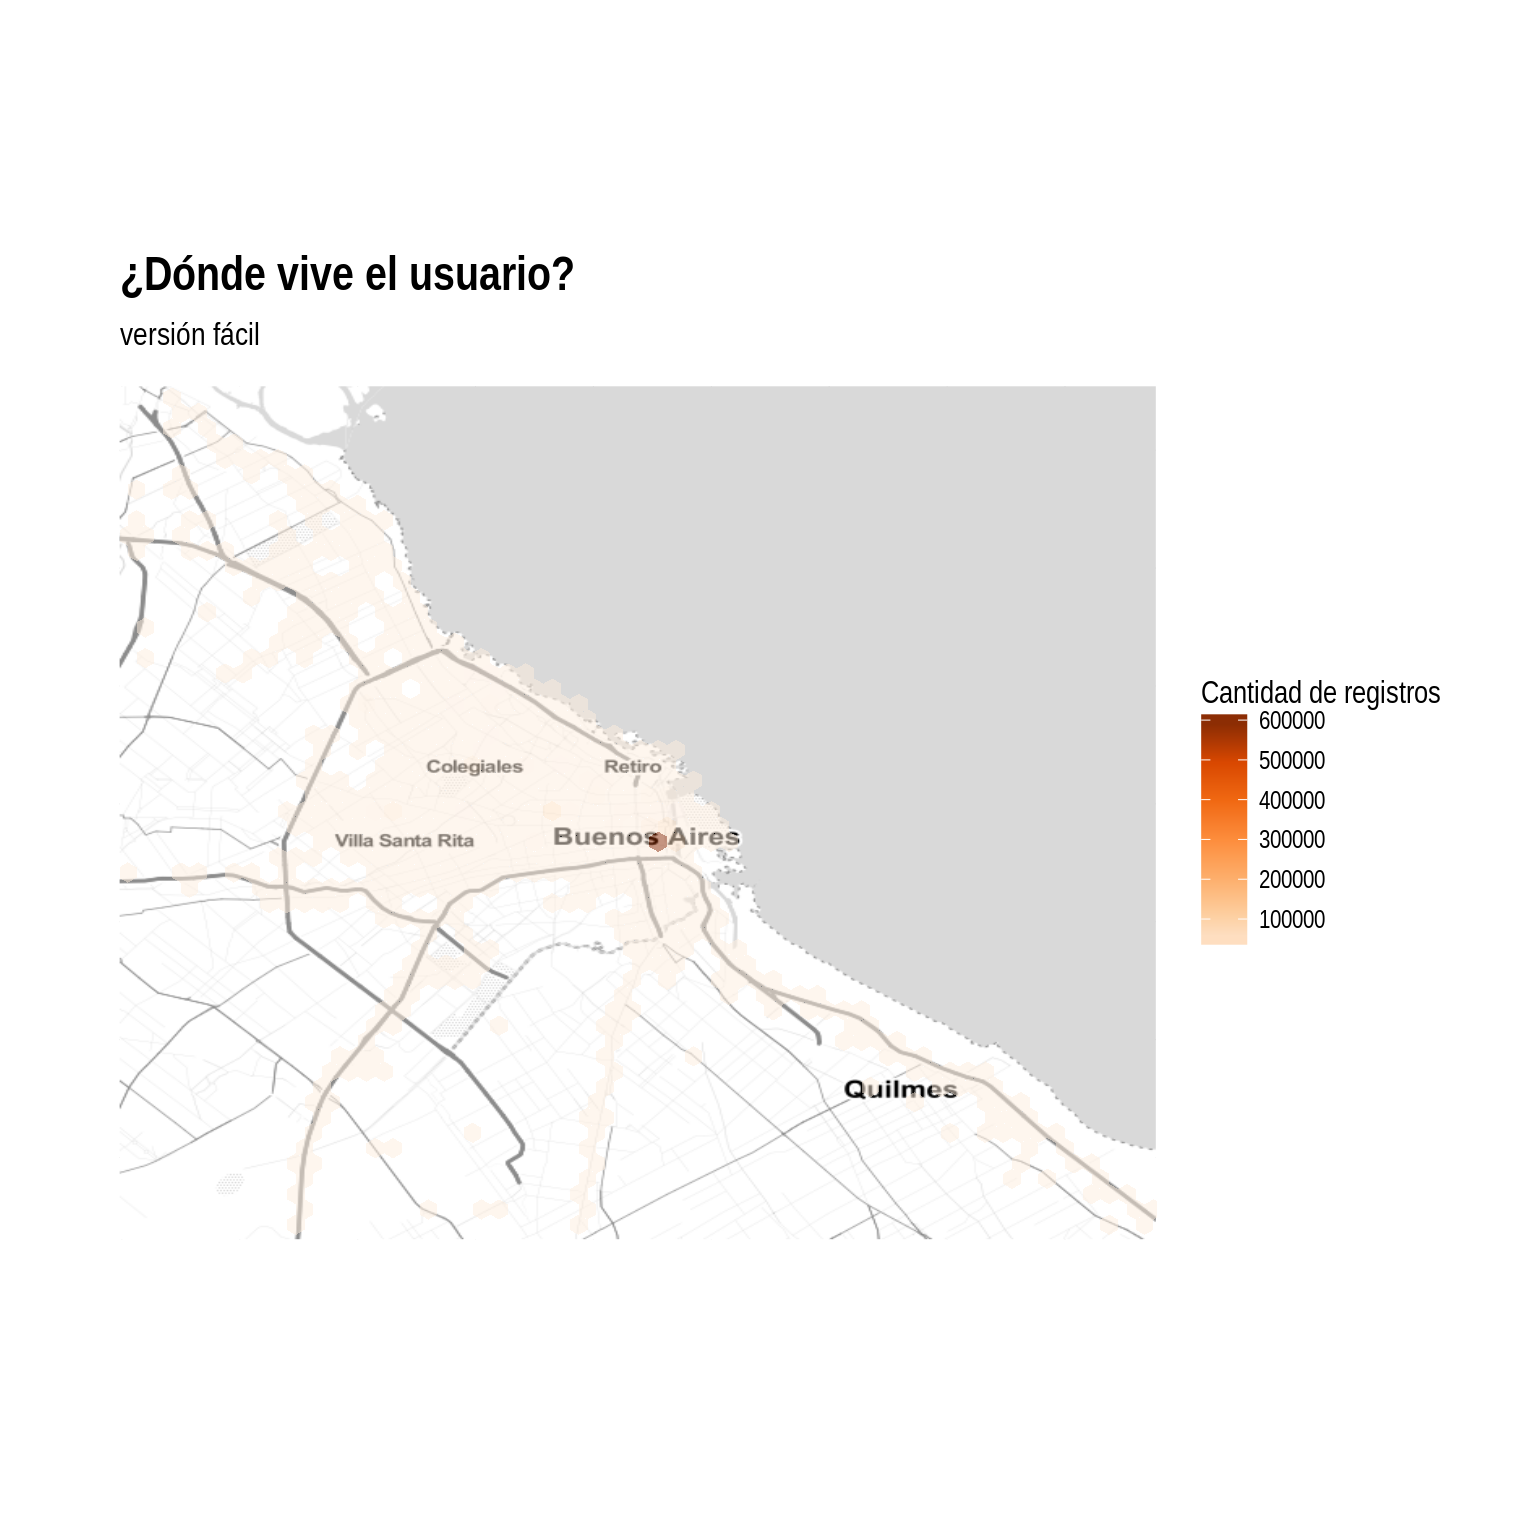 ¿Dónde vive el usuario?
versión fácil
Colegiales
Retiro
Villa Santa Rita
Buenos Aires
Quilmes
Cantidad de registros
600000
500000
400000
300000
200000
100000